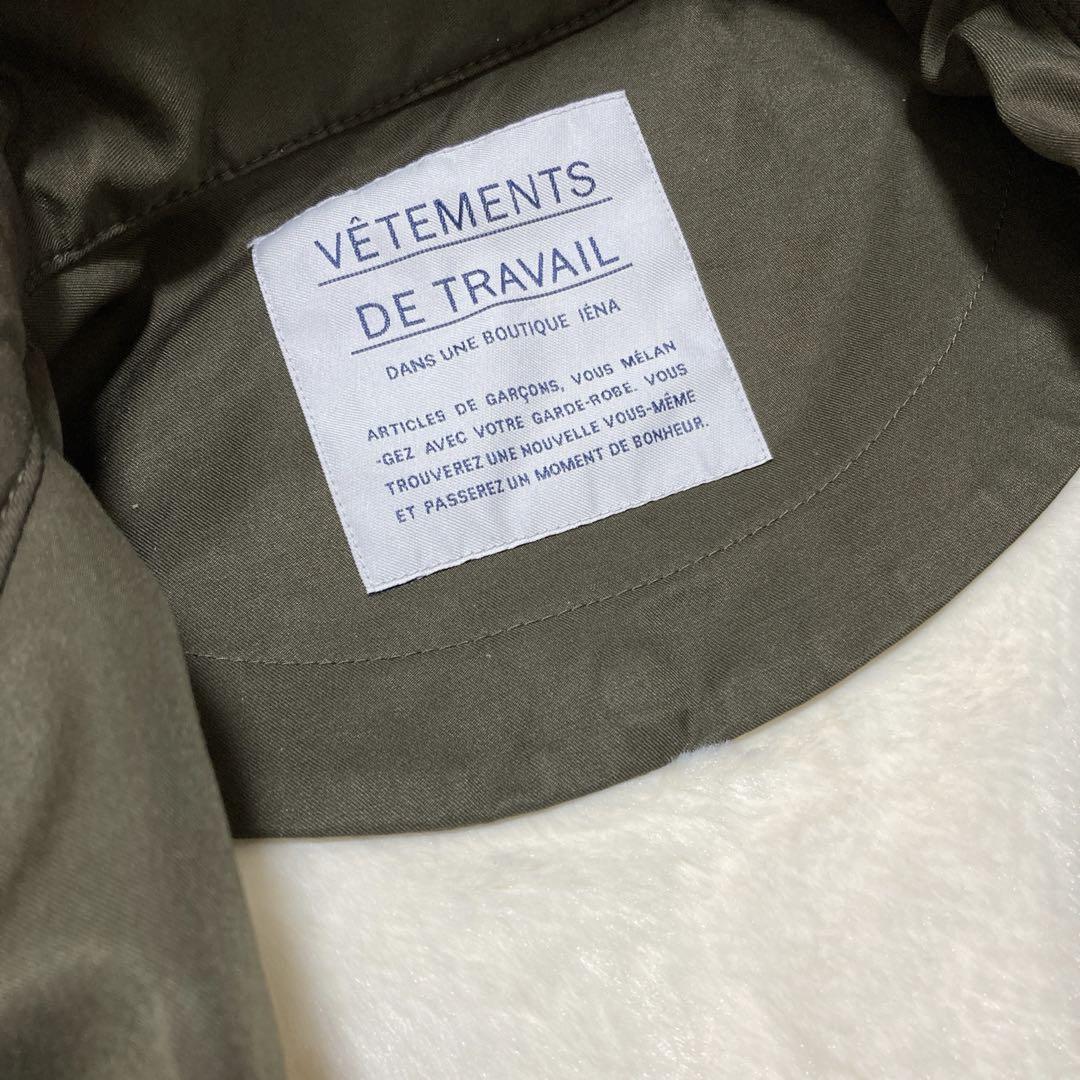 VÊTEMENTS
DE TRAVAIL
DANS UNE BOUTIQUE IÉNA
ARTICLES DE GARÇONS, VOUS MÉLAN
-GEZ AVEC VOTRE GARDE-ROBE. VOUS
TROUVEREZ UNE NOUVELLE VOUS-MÊME
ET PASSEREZ UN MOMENT DE BONHEUR.